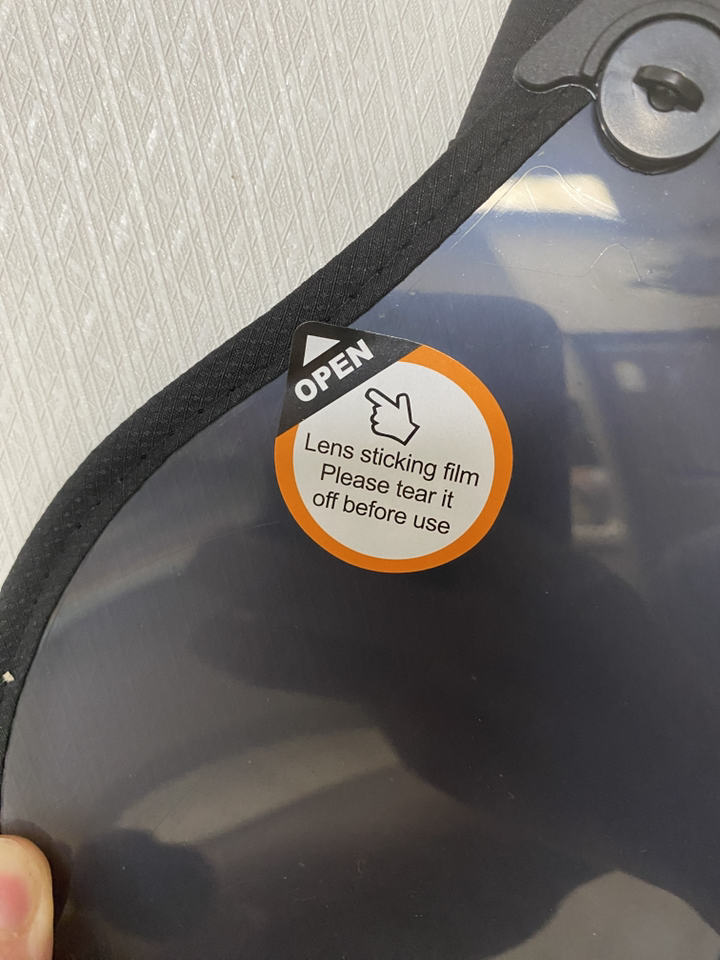 OPEN
Lens sticking film
Please tear it
off before use